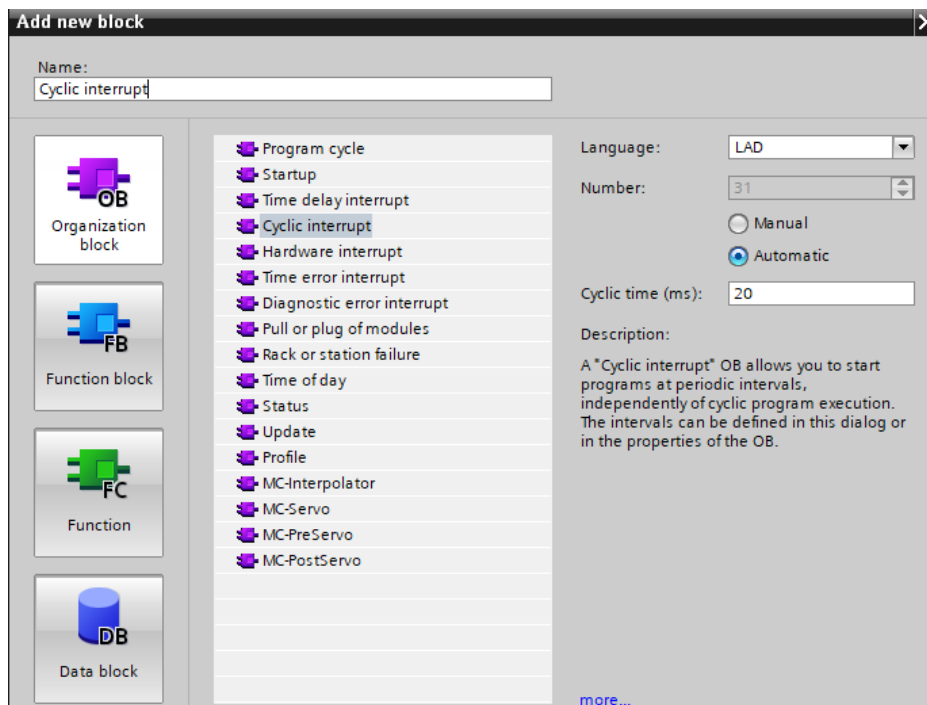 Add new block
Name:
Cyclic interrupt
OB
Organization
block
FB
Function block
FC
Function
DB
Data block
Program cycle
Startup
Time delay interrupt
Cyclic interrupt
Hardware interrupt
Time error interrupt
Diagnostic error interrupt
Pull or plug of modules
Rack or station failure
Time of day
Status
Update
Profile
MC-Interpolator
MC-Servo
MC-PreServo
MC-PostServo
Language: LAD
Number: 31
Manual
Automatic
Cyclic time (ms): 20
Description:
A "Cyclic interrupt" OB allows you to start
programs at periodic intervals,
independently of cyclic program execution.
The intervals can be defined in this dialog or
in the properties of the OB.
more...